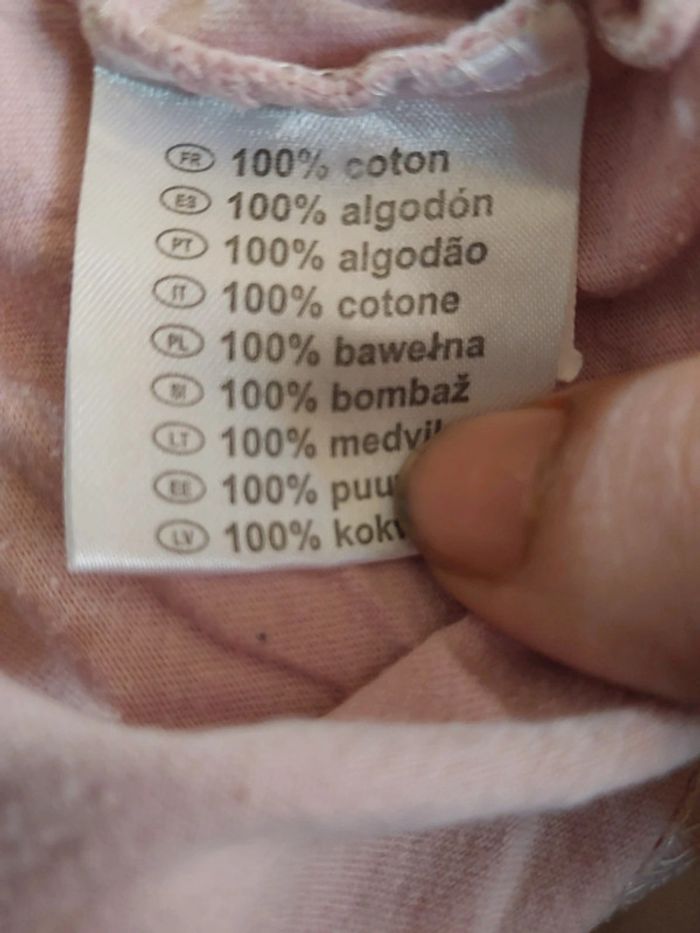 FR 100% coton
ES 100% algodón
PT 100% algodão
IT 100% cotone
PL 100% bawełna
100% bombaž
LT 100%
EE 100%
LV 100%